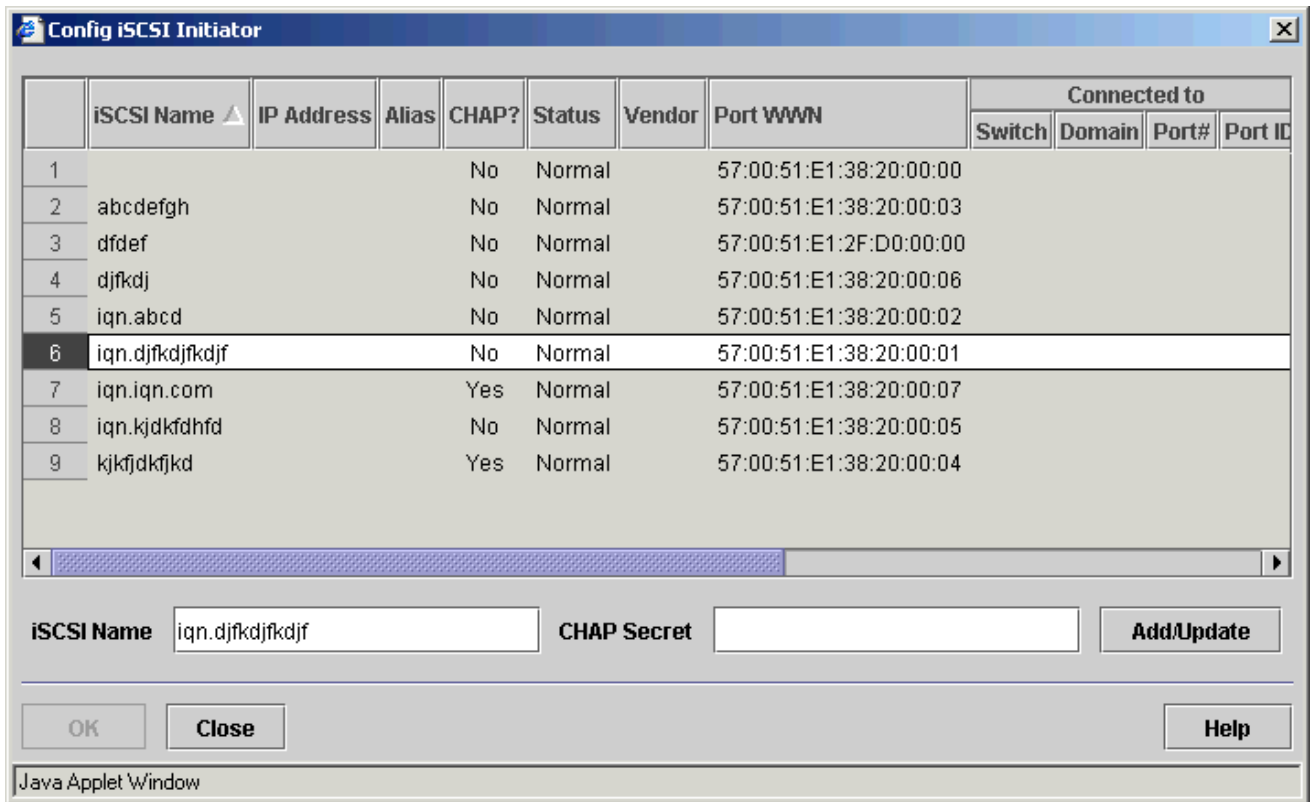 Config iSCSI Initiator
iSCSI Name IP Address Alias CHAP? Status Vendor Port WWN Connected to
Switch Domain Port# Port ID
1 No Normal 57:00:51:E1:38:20:00:00
2 abcdefgh No Normal 57:00:51:E1:38:20:00:03
3 dfdef No Normal 57:00:51:E1:2F:D0:00:00
4 djfkdj No Normal 57:00:51:E1:38:20:00:06
5 iqn.abcd No Normal 57:00:51:E1:38:20:00:02
6 iqn.djfkdjfkdjf No Normal 57:00:51:E1:38:20:00:01
7 iqn.iqn.com Yes Normal 57:00:51:E1:38:20:00:07
8 iqn.kjdkfdhfd No Normal 57:00:51:E1:38:20:00:05
9 kjkfjdkfjkd Yes Normal 57:00:51:E1:38:20:00:04
iSCSI Name iqn.djfkdjfkdjf CHAP Secret Add/Update
OK Close Help
Java Applet Window